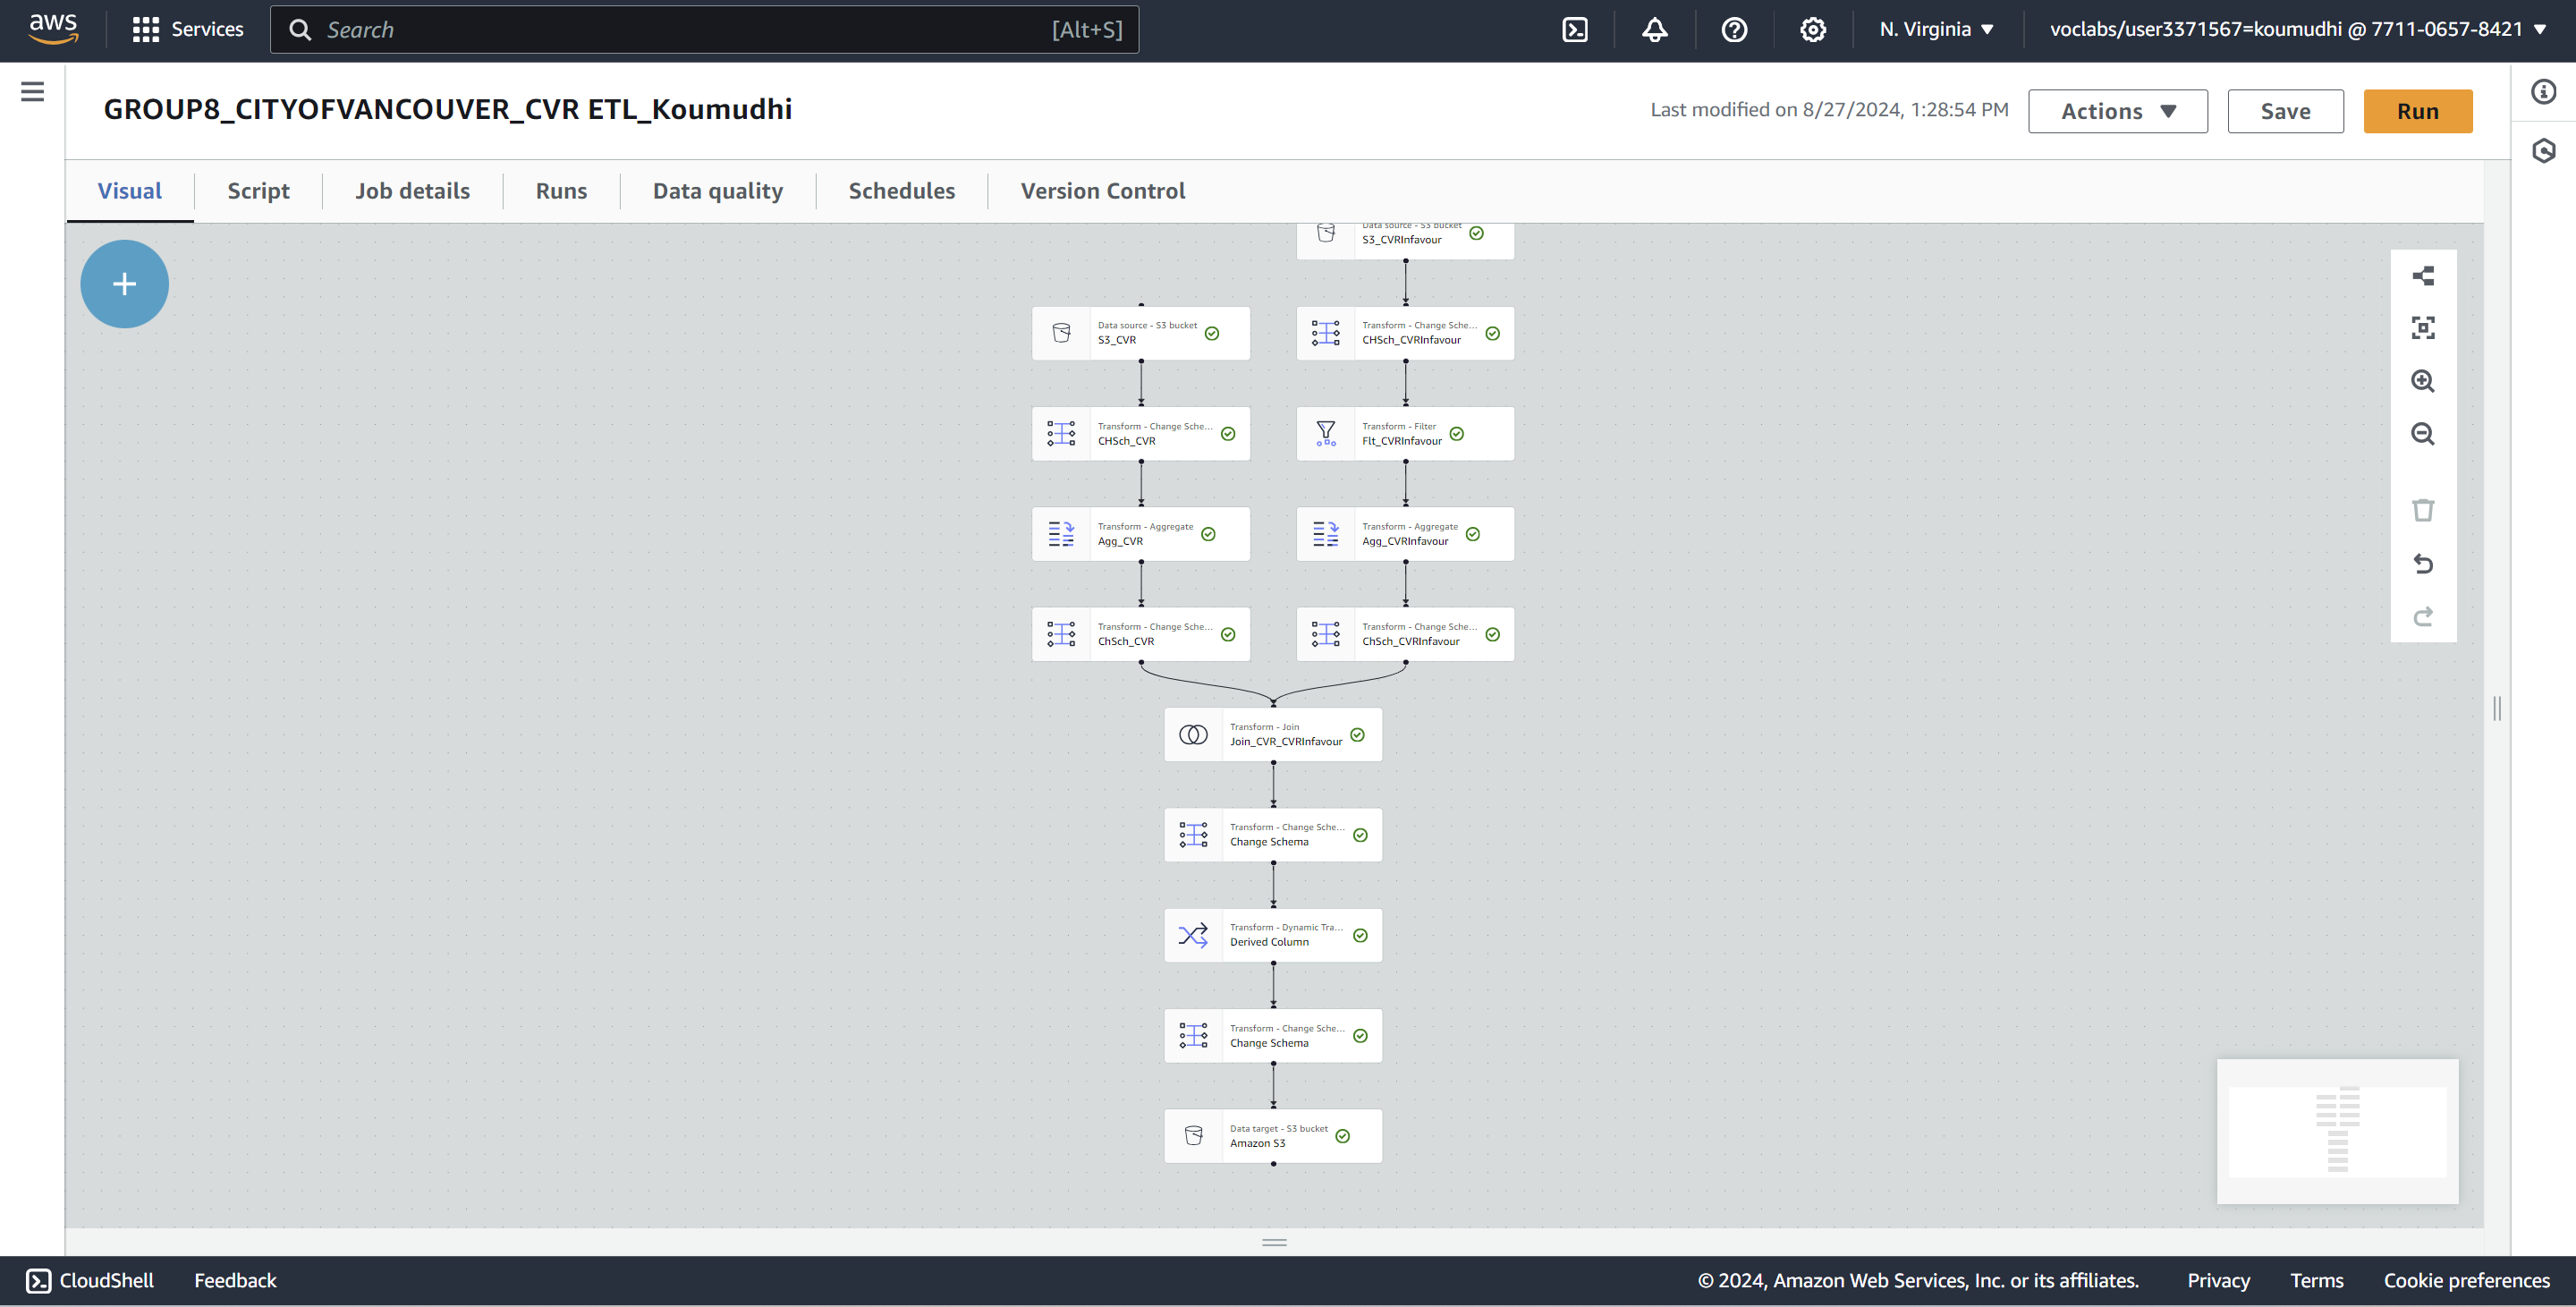 aws Services Search [Alt+S] N. Virginia voclabs/user3371567=koumudhi @ 7711-0657-8421
GROUP8_CITYOFVANCOUVER_CVR ETL_Koumudhi
Last modified on 8/27/2024, 1:28:54 PM Actions Save Run
Visual Script Job details Runs Data quality Schedules Version Control
Data source - S3 bucket
S3_CVRInfavour
Data source - S3 bucket
S3_CVR
Transform - Change Sche...
CHSch_CVRInfavour
Transform - Change Sche...
CHSch_CVR
Transform - Filter
Flt_CVRInfavour
Transform - Aggregate
Agg_CVR
Transform - Aggregate
Agg_CVRInfavour
Transform - Change Sche...
ChSch_CVR
Transform - Change Sche...
ChSch_CVRInfavour
Transform - Join
Join_CVR_CVRInfavour
Transform - Change Sche...
Change Schema
Transform - Dynamic Tra...
Derived Column
Transform - Change Sche...
Change Schema
Data target - S3 bucket
Amazon S3
CloudShell Feedback © 2024, Amazon Web Services, Inc. or its affiliates. Privacy Terms Cookie preferences